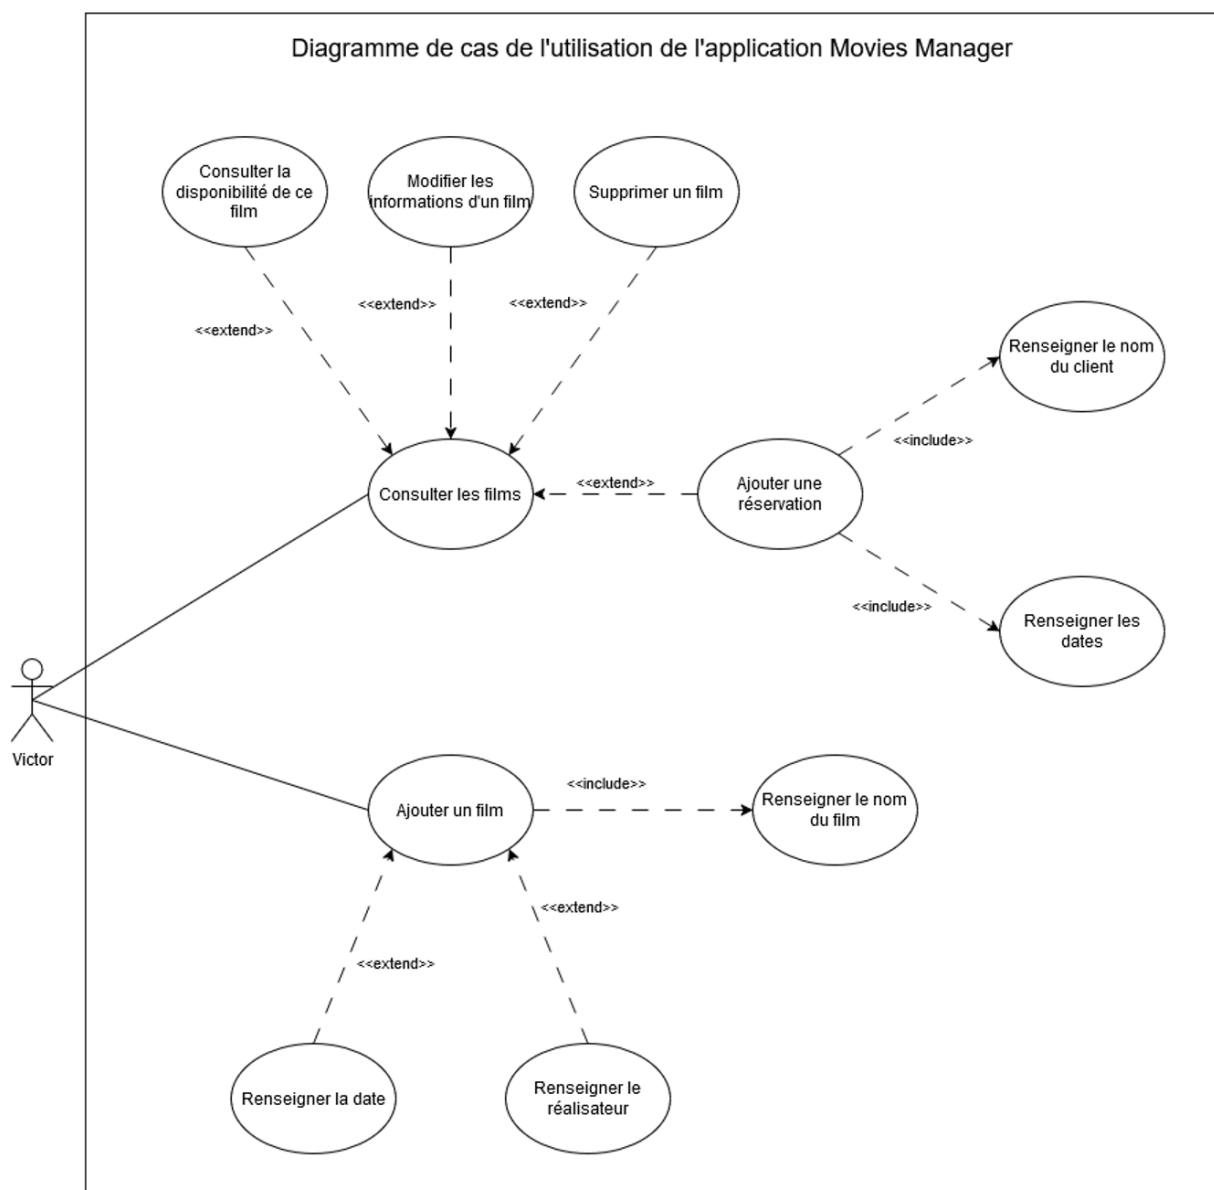 Diagramme de cas de l'utilisation de l'application Movies Manager
Consulter la
disponibilité de ce
film
Modifier les
informations d'un film
Supprimer un film
<<extend>>
<<extend>>
<<extend>>
Renseigner le nom
du client
<<include>>
Consulter les films
<<extend>>
Ajouter une
réservation
<<include>>
Renseigner les
dates
Victor
Ajouter un film
<<include>>
Renseigner le nom
du film
<<extend>>
<<extend>>
Renseigner la date
Renseigner le
réalisateur